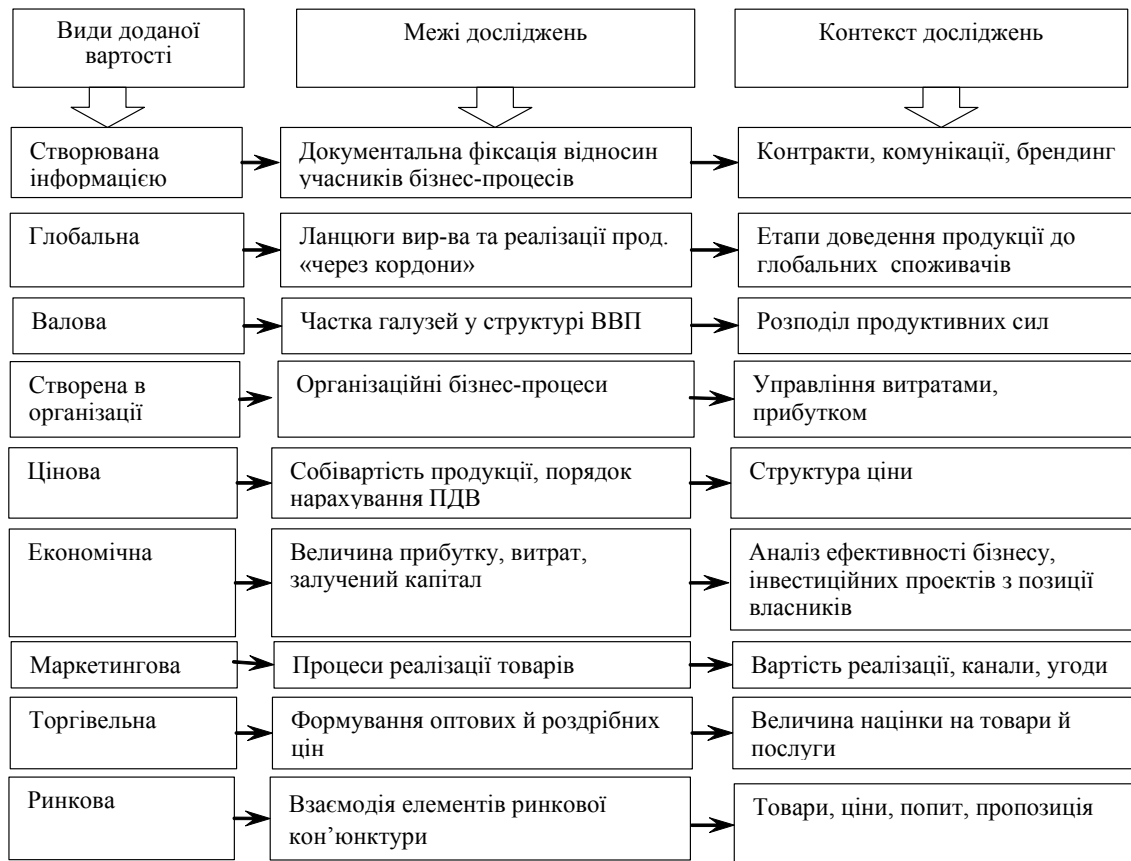 Види доданої
вартості
Межі досліджень
Контекст досліджень
Створювана
інформацією
Документальна фіксація відносин
учасників бізнес-процесів
Контракти, комунікації, брендинг
Глобальна
Ланцюги вир-ва та реалізації прод.
«через кордони»
Етапи доведення продукції до
глобальних споживачів
Валова
Частка галузей у структурі ВВП
Розподіл продуктивних сил
Створена в
організації
Організаційні бізнес-процеси
Управління витратами,
прибутком
Цінова
Собівартість продукції, порядок
нарахування ПДВ
Структура ціни
Економічна
Величина прибутку, витрат,
залучений капітал
Аналіз ефективності бізнесу,
інвестиційних проектів з позиції
власників
Маркетингова
Процеси реалізації товарів
Вартість реалізації, канали, угоди
Торгівельна
Формування оптових й роздрібних
цін
Величина націнки на товари й
послуги
Ринкова
Взаємодія елементів ринкової
кон’юнктури
Товари, ціни, попит, пропозиція